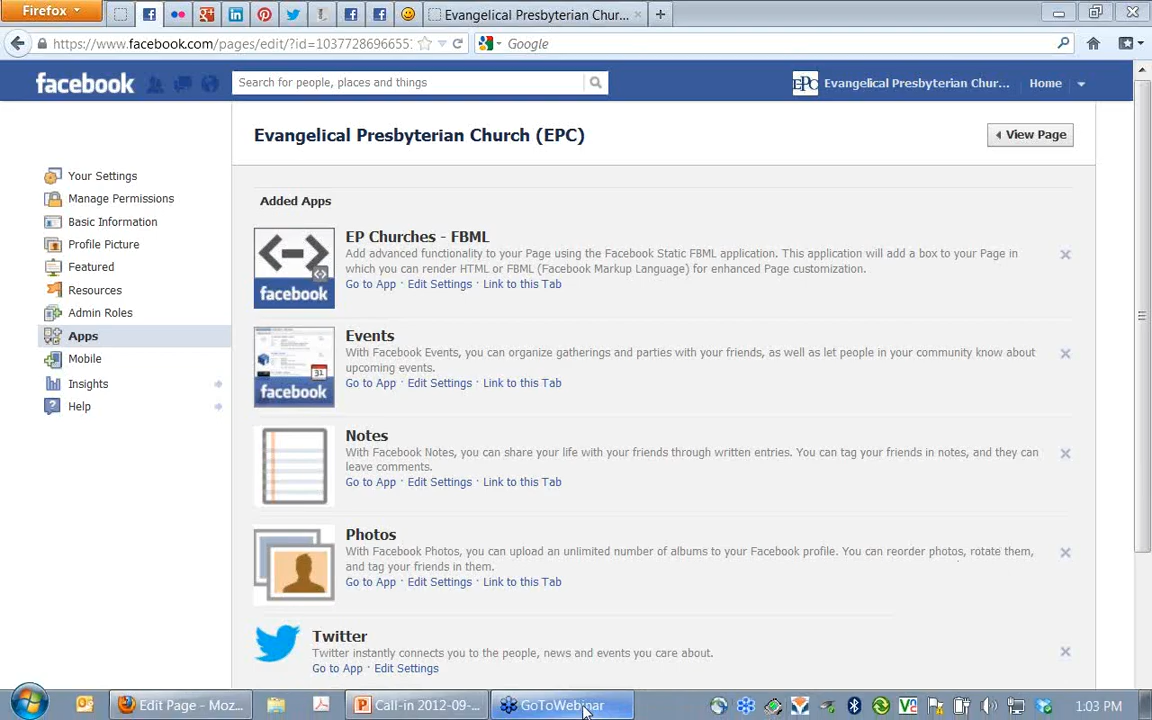 Firefox
Evangelical Presbyterian Chur...
https://www.facebook.com/pages/edit/?id=1037728696655
Google
facebook
Search for people, places and things
EPC
Evangelical Presbyterian Chur...
Home
Evangelical Presbyterian Church (EPC)
View Page
Your Settings
Manage Permissions
Basic Information
Profile Picture
Featured
Resources
Admin Roles
Apps
Mobile
Insights
Help
Added Apps
facebook
EP Churches - FBML
Add advanced functionality to your Page using the Facebook Static FBML application. This application will add a box to your Page in
which you can render HTML or FBML (Facebook Markup Language) for enhanced Page customization.
Go to App · Edit Settings · Link to this Tab
31
facebook
Events
With Facebook Events, you can organize gatherings and parties with your friends, as well as let people in your community know about
upcoming events.
Go to App · Edit Settings · Link to this Tab
Notes
With Facebook Notes, you can share your life with your friends through written entries. You can tag your friends in notes, and they can
leave comments.
Go to App · Edit Settings · Link to this Tab
Photos
With Facebook Photos, you can upload an unlimited number of albums to your Facebook profile. You can reorder photos, rotate them,
and tag your friends in them.
Go to App · Edit Settings · Link to this Tab
Twitter
Twitter instantly connects you to the people, news and events you care about.
Go to App · Edit Settings
Edit Page - Moz...
Call-in 2012-09-...
GoToWebinar
1:03 PM